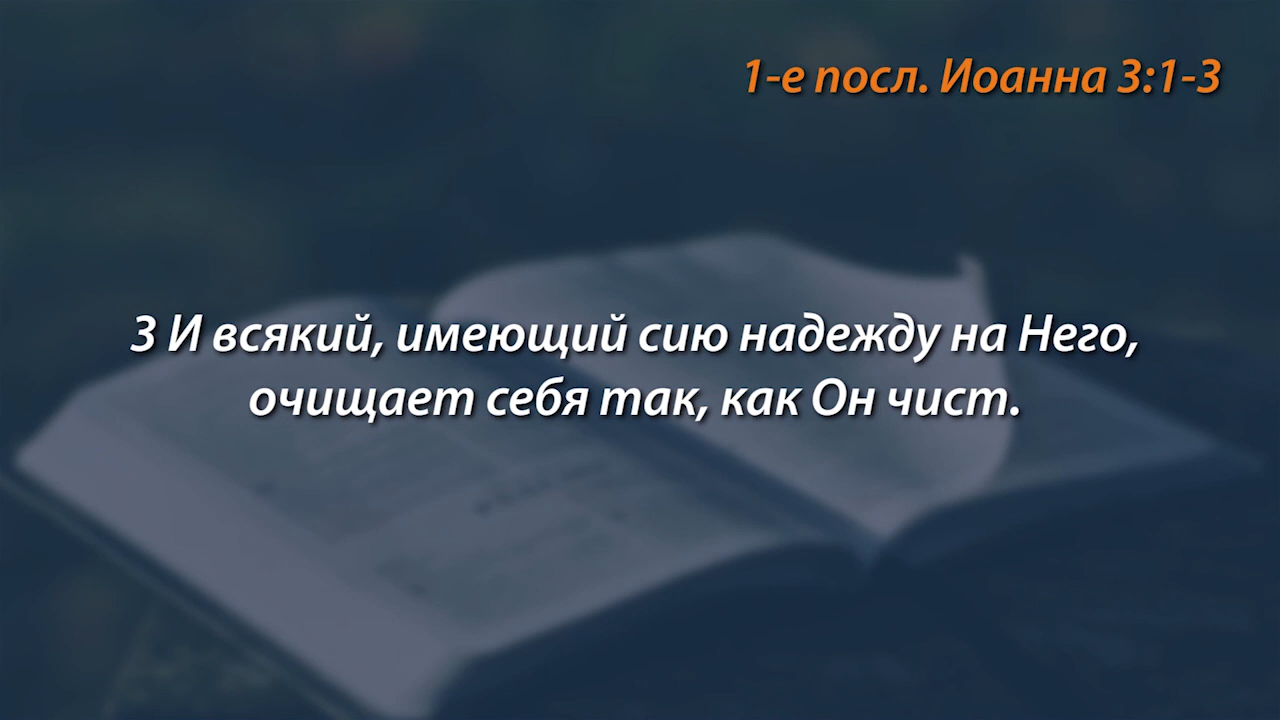 1-е посл. Иоанна 3:1-3
3 И всякий, имеющий сию надежду на Него,
очищает себя так, как Он чист.